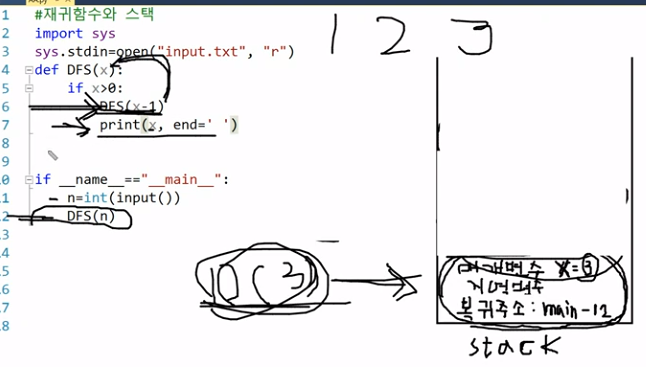 1 #재귀함수와 스택
2 import sys
3 sys.stdin=open("input.txt", "r")
4 def DFS(x):
5 if x>0:
6 DFS(x-1)
7 print(x, end=' ')
8
9
10 if __name__=="__main__":
11 n=int(input())
12 DFS(n)
13
14
15
16
17
18
1 2 3
D(3)
매개변수 x=3
지역변수
복귀주소: main-12
stack